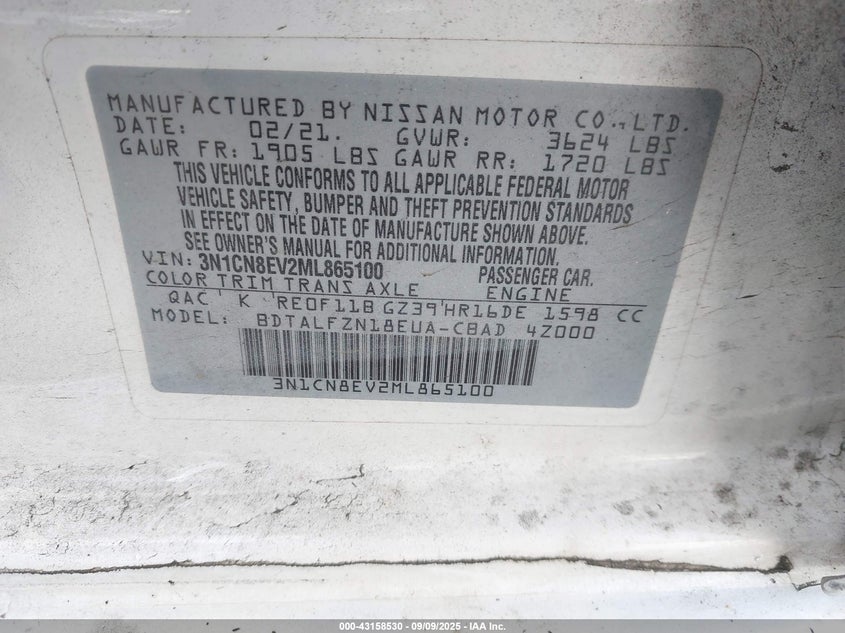 MANUFACTURED BY NISSAN MOTOR CO., LTD.
DATE: 02/21. GVWR: 3624 LBS
GAWR FR: 1905 LBS GAWR RR: 1720 LBS
THIS VEHICLE CONFORMS TO ALL APPLICABLE FEDERAL MOTOR
VEHICLE SAFETY, BUMPER AND THEFT PREVENTION STANDARDS
IN EFFECT ON THE DATE OF MANUFACTURE SHOWN ABOVE.
SEE OWNER'S MANUAL FOR ADDITIONAL INFORMATION.
VIN: 3N1CN8EV2ML865100 PASSENGER CAR.
COLOR TRIM TRANS AXLE ENGINE
QAC K RE0F11B GZ39 HR16DE 1598 CC
MODEL: BDTALFZN18EUA-CBAD 4Z000
3N1CN8EV2ML865100
000-43158530 - 09/09/2025 - IAA Inc.